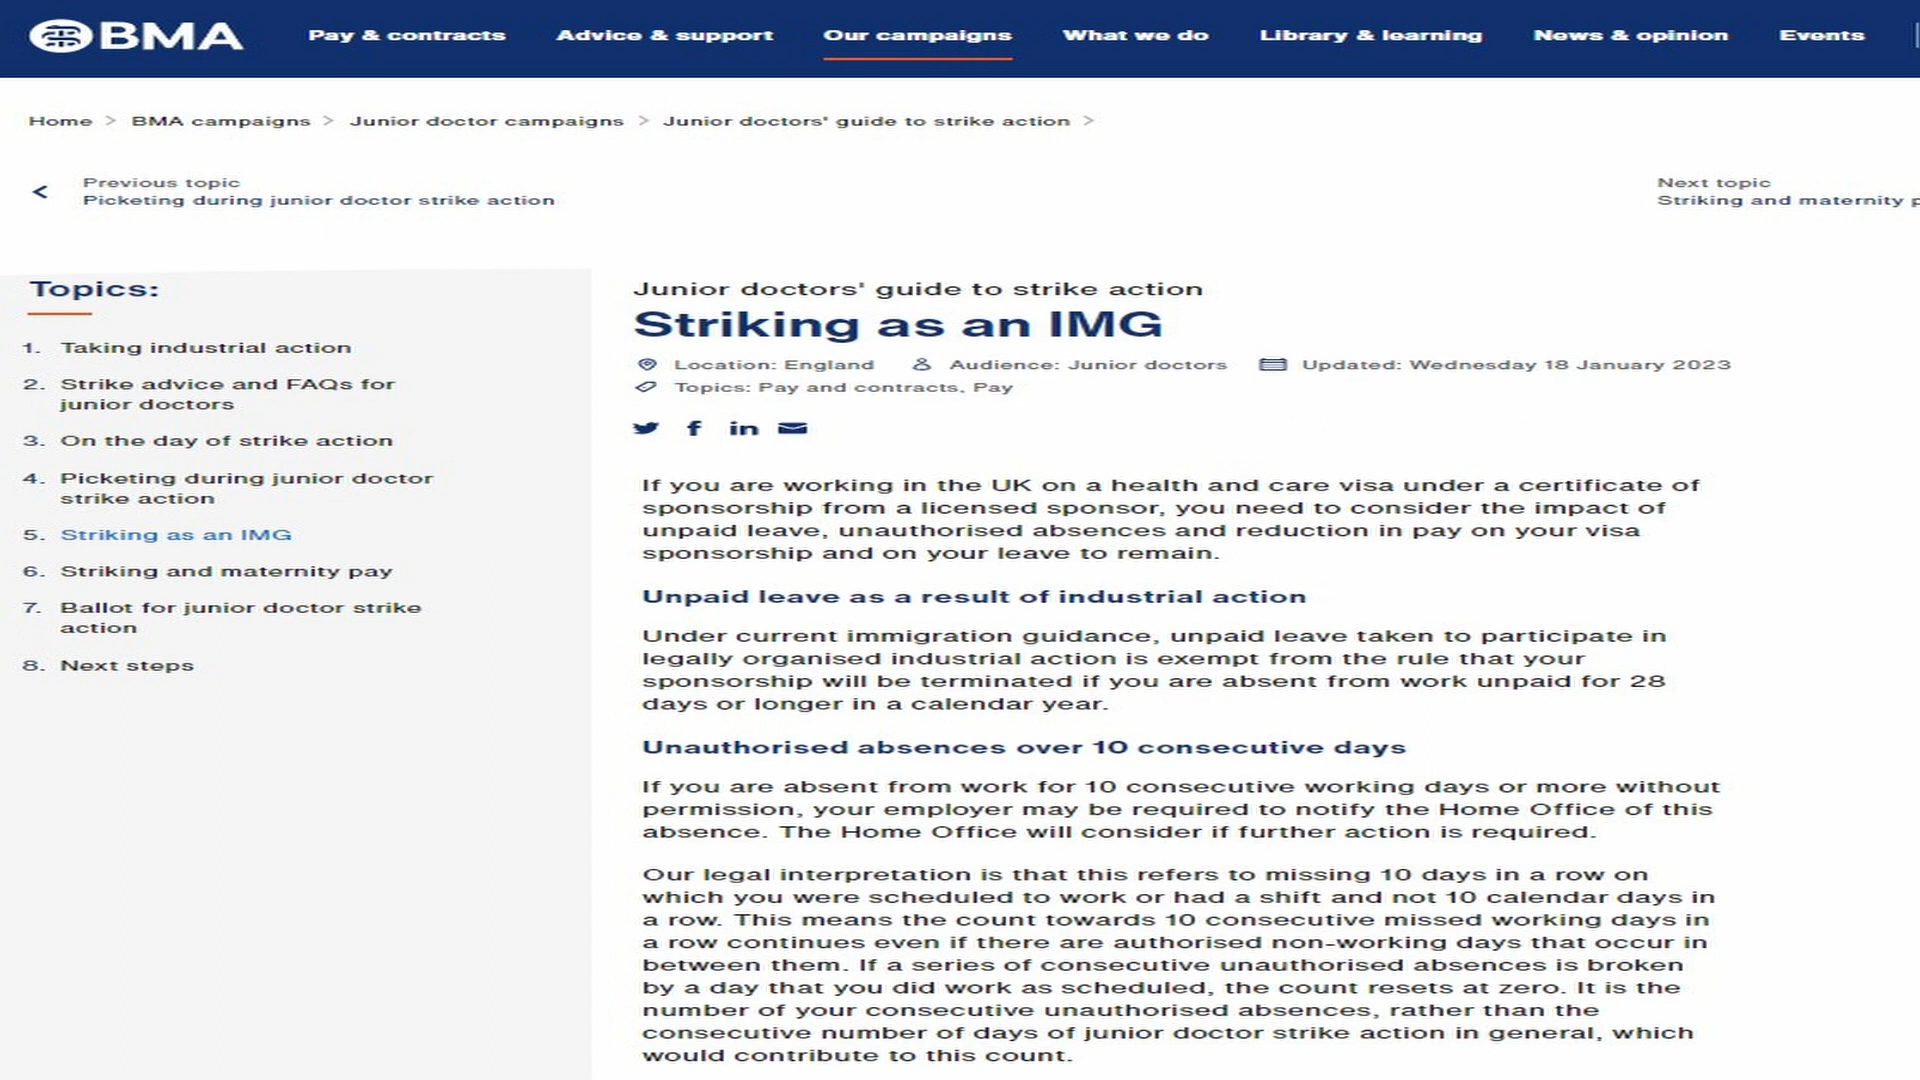 BMA Pay & contracts Advice & support Our campaigns What we do Library & learning News & opinion Events
Home > BMA campaigns > Junior doctor campaigns > Junior doctors' guide to strike action >
< Previous topic
Picketing during junior doctor strike action
Next topic
Striking and maternity
Topics:
1. Taking industrial action
2. Strike advice and FAQs for
junior doctors
3. On the day of strike action
4. Picketing during junior doctor
strike action
5. Striking as an IMG
6. Striking and maternity pay
7. Ballot for junior doctor strike
action
8. Next steps
Junior doctors' guide to strike action
Striking as an IMG
Location: England Audience: Junior doctors Updated: Wednesday 18 January 2023
Topics: Pay and contracts, Pay
If you are working in the UK on a health and care visa under a certificate of
sponsorship from a licensed sponsor, you need to consider the impact of
unpaid leave, unauthorised absences and reduction in pay on your visa
sponsorship and on your leave to remain.
Unpaid leave as a result of industrial action
Under current immigration guidance, unpaid leave taken to participate in
legally organised industrial action is exempt from the rule that your
sponsorship will be terminated if you are absent from work unpaid for 28
days or longer in a calendar year.
Unauthorised absences over 10 consecutive days
If you are absent from work for 10 consecutive working days or more without
permission, your employer may be required to notify the Home Office of this
absence. The Home Office will consider if further action is required.
Our legal interpretation is that this refers to missing 10 days in a row on
which you were scheduled to work or had a shift and not 10 calendar days in
a row. This means the count towards 10 consecutive missed working days in
a row continues even if there are authorised non-working days that occur in
between them. If a series of consecutive unauthorised absences is broken
by a day that you did work as scheduled, the count resets at zero. It is the
number of your consecutive unauthorised absences, rather than the
consecutive number of days of junior doctor strike action in general, which
would contribute to this count.